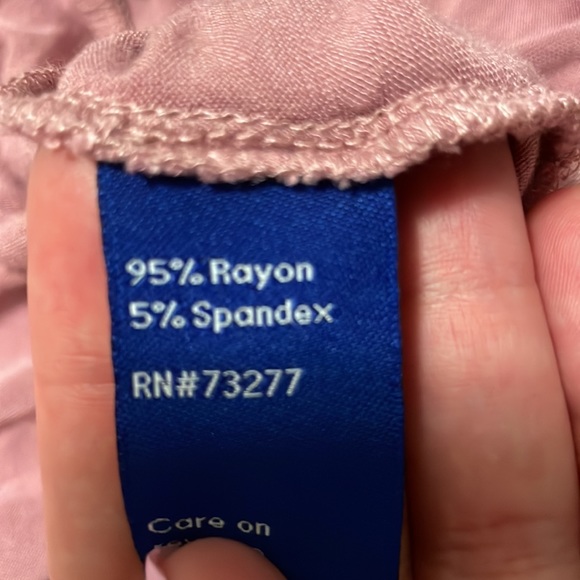 95% Rayon
5% Spandex
RN#73277
Care on